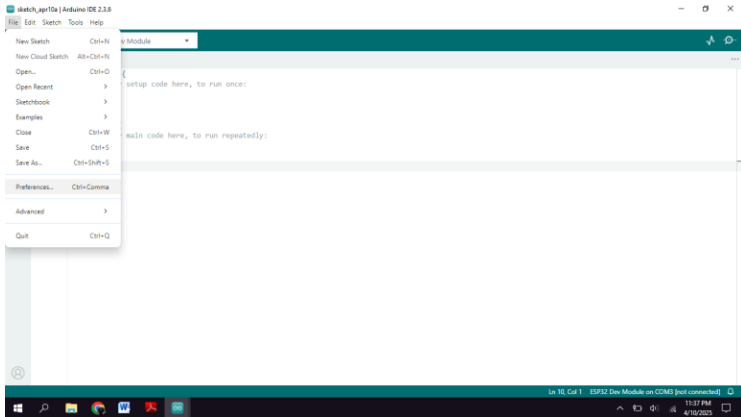 sketch_apr10a | Arduino IDE 2.3.6
File Edit Sketch Tools Help
New Sketch Ctrl+N
New Cloud Sketch Alt+Ctrl+N
Open... Ctrl+O
Open Recent
Sketchbook
Examples
Close Ctrl+W
Save Ctrl+S
Save As... Ctrl+Shift+S
Preferences... Ctrl+Comma
Advanced
Quit Ctrl+Q
v Module
{
setup code here, to run once:
main code here, to run repeatedly:
Ln 10, Col 1 ESP32 Dev Module on COM3 [not connected]
11:37 PM
4/10/2025